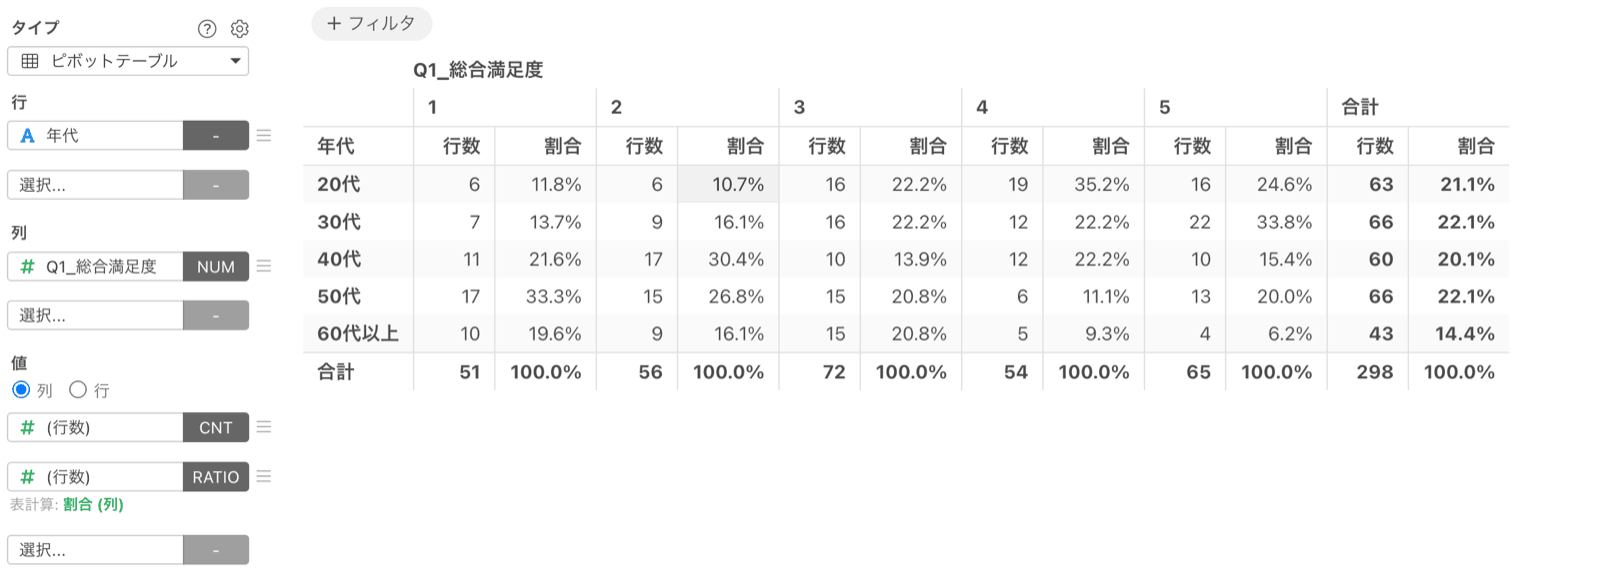 タイプ
ピボットテーブル
行
年代 -
選択... -
列
Q1_総合満足度 NUM
選択... -
値
列 行
(行数) CNT
(行数) RATIO
表計算: 割合 (列)
選択... -
+ フィルタ
Q1_総合満足度
1 2 3 4 5 合計
年代 行数 割合 行数 割合 行数 割合 行数 割合 行数 割合 行数 割合
20代 6 11.8% 6 10.7% 16 22.2% 19 35.2% 16 24.6% 63 21.1%
30代 7 13.7% 9 16.1% 16 22.2% 12 22.2% 22 33.8% 66 22.1%
40代 11 21.6% 17 30.4% 10 13.9% 12 22.2% 10 15.4% 60 20.1%
50代 17 33.3% 15 26.8% 15 20.8% 6 11.1% 13 20.0% 66 22.1%
60代以上 10 19.6% 9 16.1% 15 20.8% 5 9.3% 4 6.2% 43 14.4%
合計 51 100.0% 56 100.0% 72 100.0% 54 100.0% 65 100.0% 298 100.0%